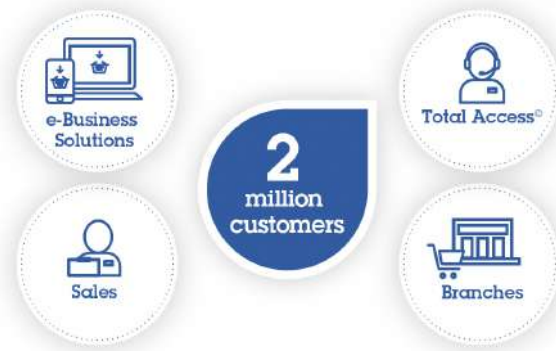 e-Business
Solutions
Total Access©
2
million
customers
Sales
Branches